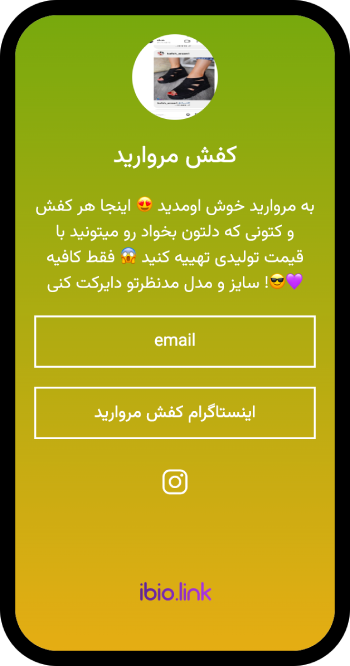 کفش مروارید
به مروارید خوش اومدید 😍 اینجا هر کفش
و کتونی که دلتون بخواد رو میتونید با
قیمت تولیدی تهییه کنید 😱 فقط کافیه
سایز و مدل مدنظرتو دایرکت کنی !😎💜
email
اینستاگرام کفش مروارید
ibio.link